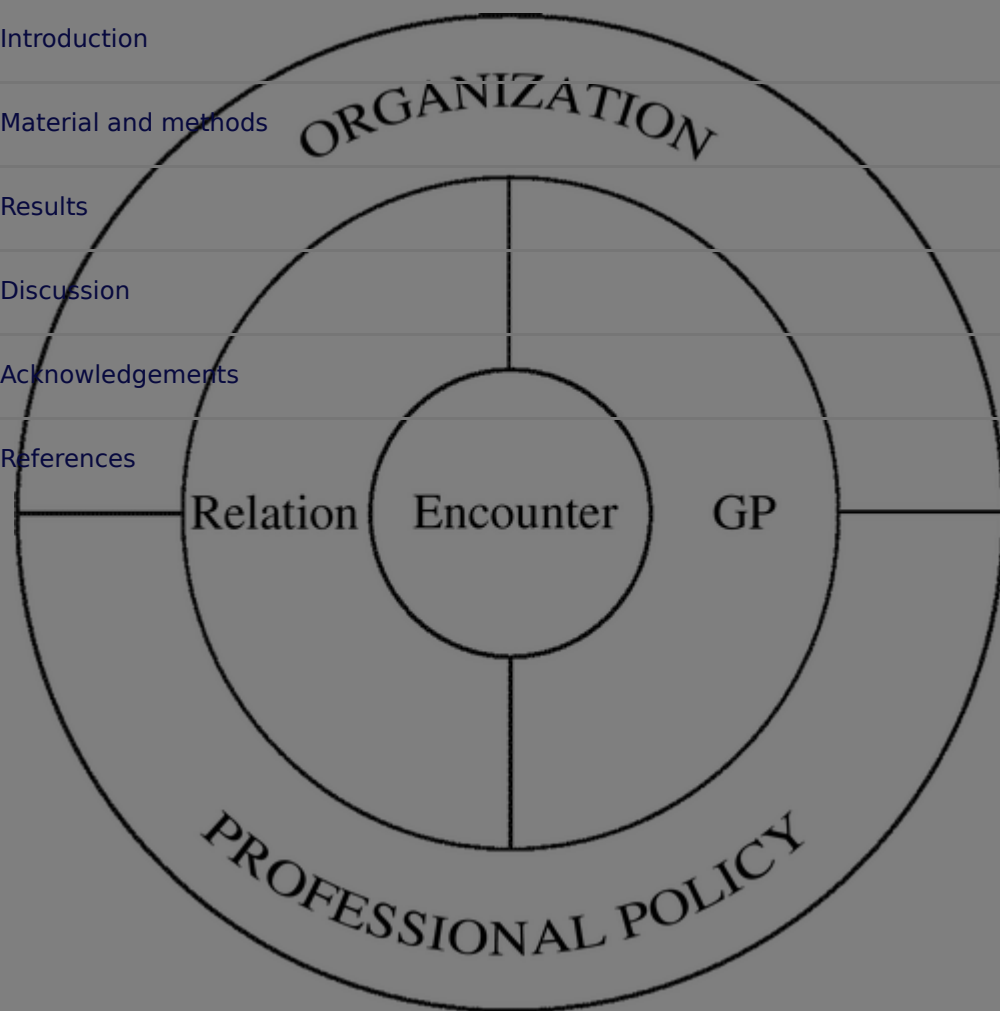 Introduction
ORGANIZATION
Material and methods
Results
Discussion
Acknowledgements
References
Relation Encounter GP
PROFESSIONAL POLICY